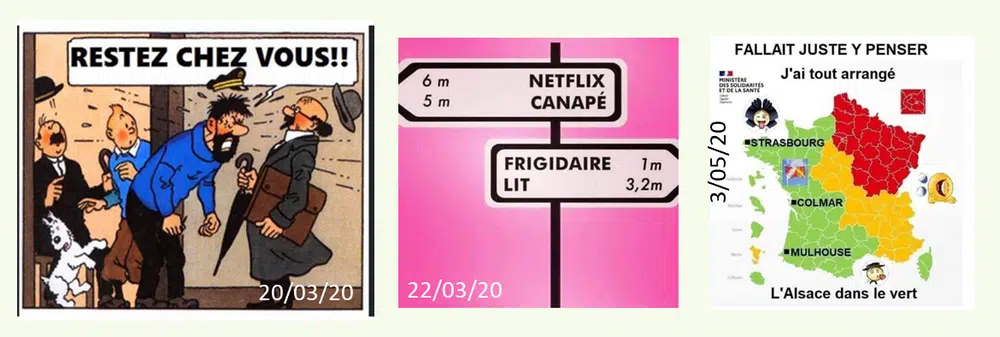 RESTEZ CHEZ VOUS!!
20/03/20
6 m NETFLIX
5 m CANAPÉ
FRIGIDAIRE 1m
LIT 3,2m
22/03/20
FALLAIT JUSTE Y PENSER
J'ai tout arrangé
MINISTÈRE
DES SOLIDARITÉS
ET DE LA SANTÉ
3/05/20
STRASBOURG
COLMAR
MULHOUSE
L'Alsace dans le vert